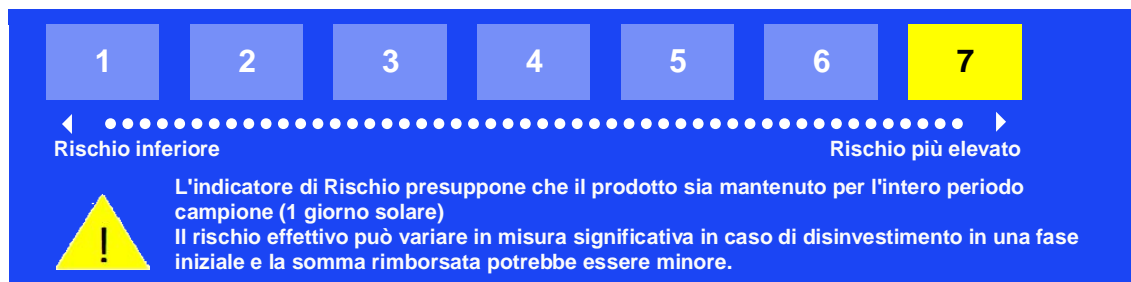 1 2 3 4 5 6 7
Rischio inferiore Rischio più elevato
L'indicatore di Rischio presuppone che il prodotto sia mantenuto per l'intero periodo
campione (1 giorno solare)
Il rischio effettivo può variare in misura significativa in caso di disinvestimento in una fase
iniziale e la somma rimborsata potrebbe essere minore.
!